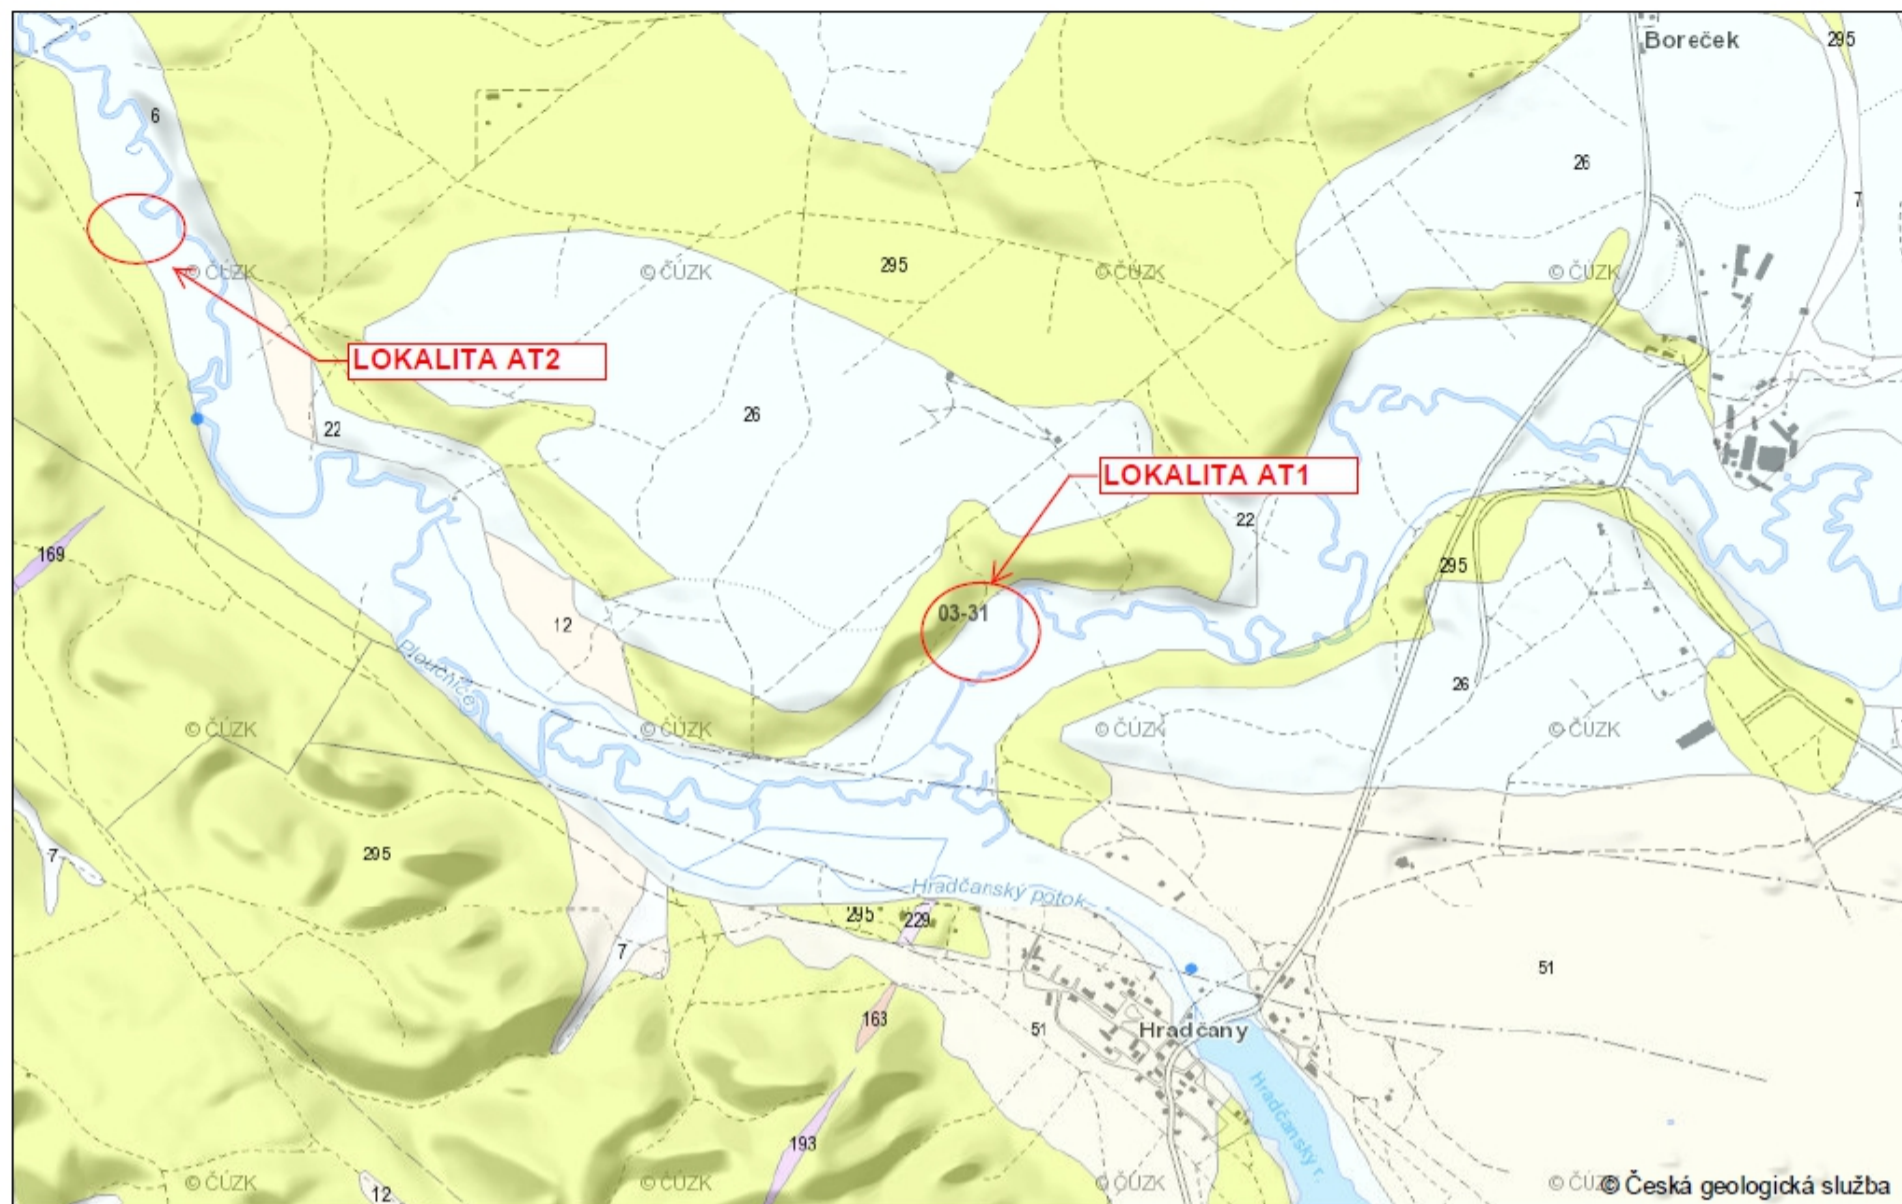 Boreček
295
6
26
7
© ČÚZK
© ČÚZK
© ČÚZK
© ČÚZK
295
LOKALITA AT2
26
22
LOKALITA AT1
22
169
295
03-31
12
Ploučnice
26
© ČÚZK
© ČÚZK
© ČÚZK
© ČÚZK
7
295
Hradčanský potok
295
229
7
51
163
51
Hradčany
Hradčanský r.
193
© ČÚZK
© ČÚZK
© ČÚZK
© ČÚZ
12
© Česká geologická služba